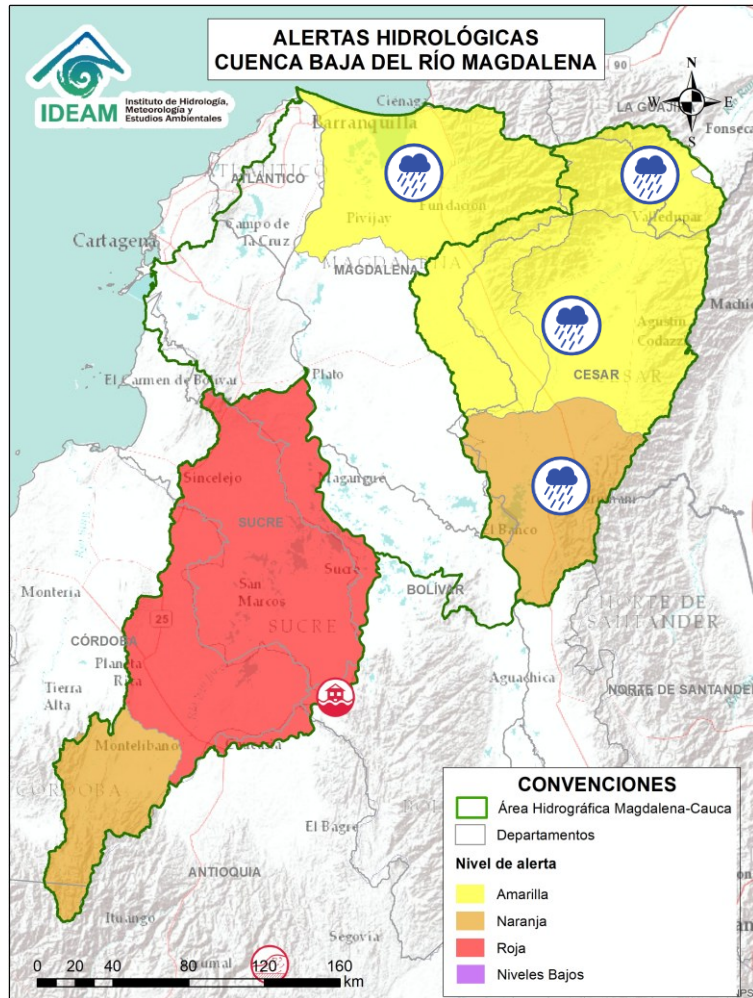 ALERTAS HIDROLÓGICAS
CUENCA BAJA DEL RÍO MAGDALENA
IDEAM
Instituto de Hidrología,
Meteorología y
Estudios Ambientales
90
N
W E
S
LA GUAJIRA
Fonseca
Ciénaga
Barranquilla
ATLÁNTICO
Pivijay
Fundación
Valledupar
Campo de
la Cruz
Cartagena
MAGDALENA
MAGDALENA
Agustín
Codazzi
CESAR
CESAR
El Carmen de Bolívar
Plato
Sincelejo
Magangué
SUCRE
El Banco
Sucre
San
Marcos
BOLÍVAR
Montería
25
SUCRE
NORTE DE
SANTANDER
CÓRDOBA
Planeta
Rica
Tierra
Alta
Aguachica
NORTE DE SANTANDER
Montelibano
CÓRDOBA
El Bagre
ANTIOQUIA
Ituango
Segovia
0 20 40 80 120 160
km
CONVENCIONES
Área Hidrográfica Magdalena-Cauca
Departamentos
Nivel de alerta
Amarilla
Naranja
Roja
Niveles Bajos